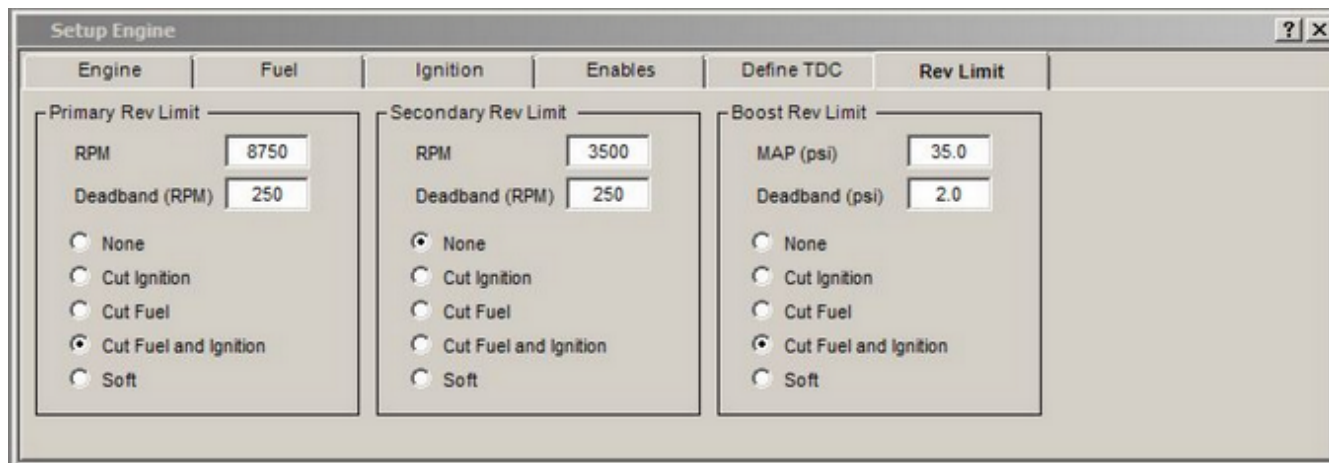 Setup Engine
? ×
Engine Fuel Ignition Enables Define TDC Rev Limit
Primary Rev Limit
RPM 8750
Deadband (RPM) 250
None
Cut Ignition
Cut Fuel
Cut Fuel and Ignition
Soft
Secondary Rev Limit
RPM 3500
Deadband (RPM) 250
None
Cut Ignition
Cut Fuel
Cut Fuel and Ignition
Soft
Boost Rev Limit
MAP (psi) 35.0
Deadband (psi) 2.0
None
Cut Ignition
Cut Fuel
Cut Fuel and Ignition
Soft